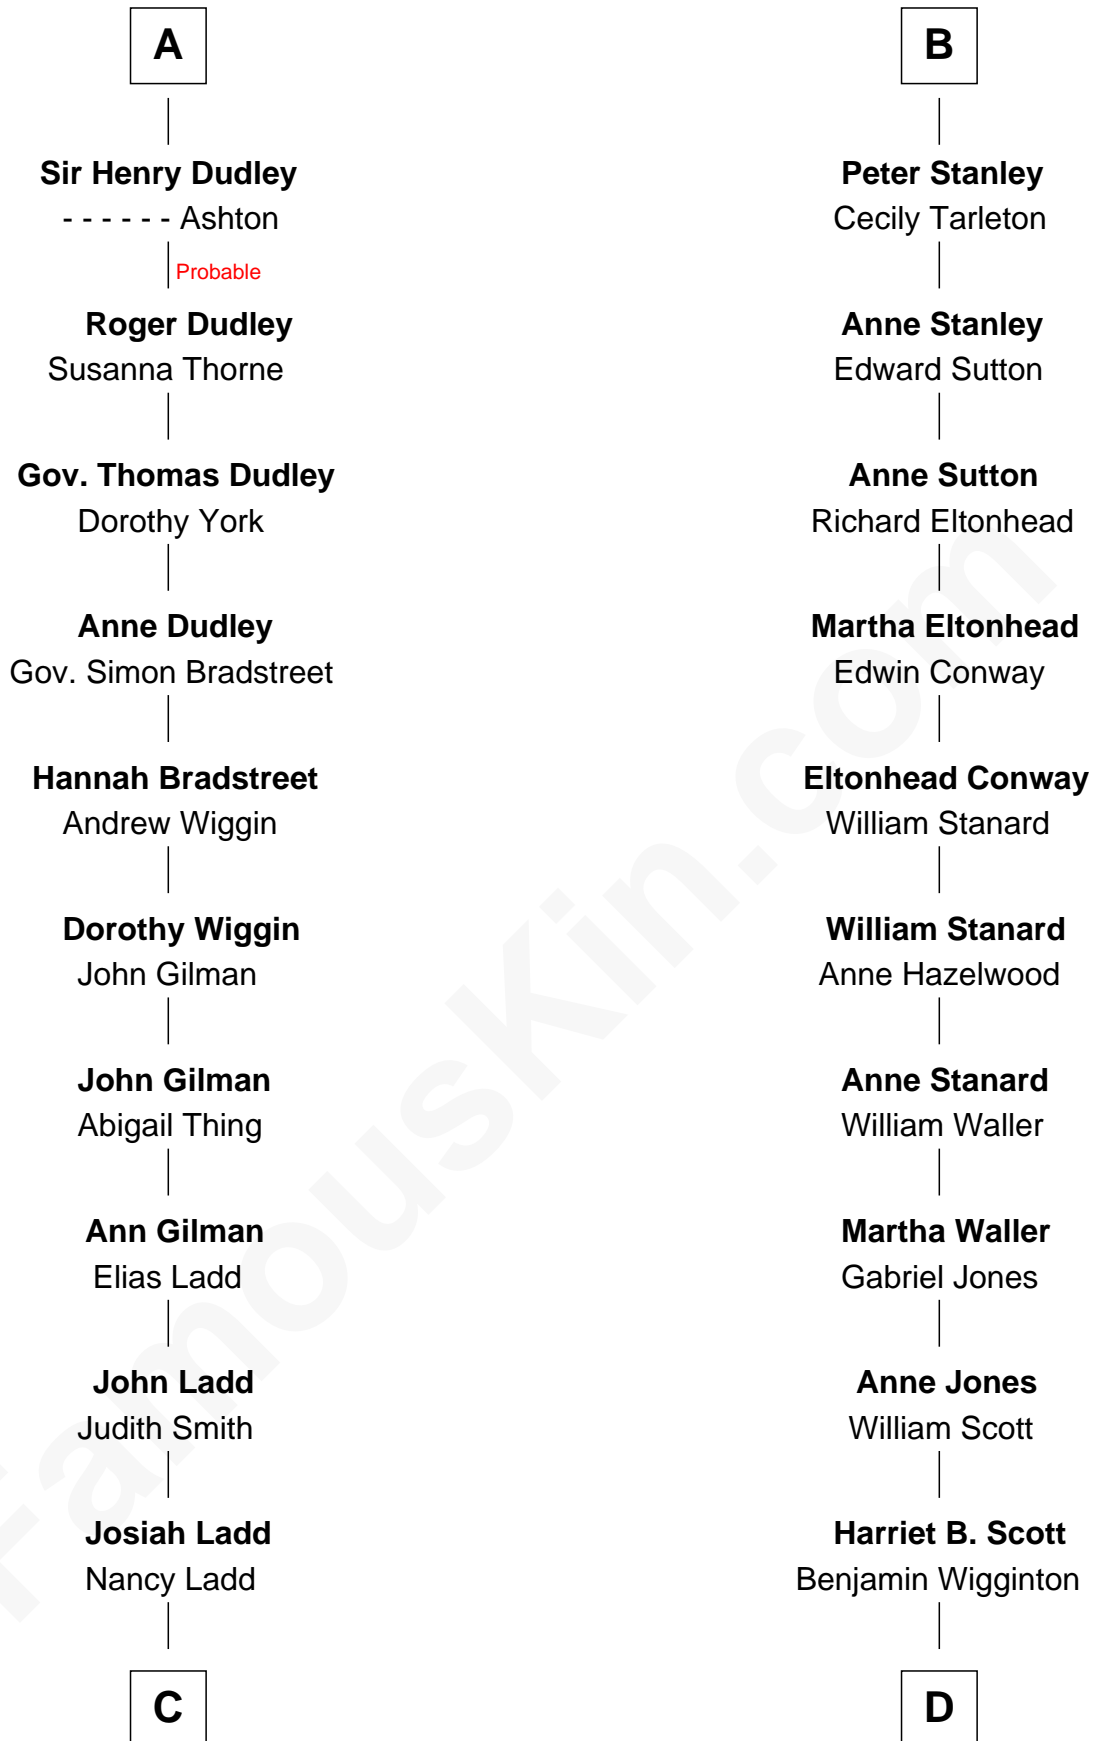 A
Sir Henry Dudley
- - - - - - Ashton
Probable
Roger Dudley
Susanna Thorne
Gov. Thomas Dudley
Dorothy York
Anne Dudley
Gov. Simon Bradstreet
Hannah Bradstreet
Andrew Wiggin
Dorothy Wiggin
John Gilman
John Gilman
Abigail Thing
Ann Gilman
Elias Ladd
John Ladd
Judith Smith
Josiah Ladd
Nancy Ladd
C
B
Peter Stanley
Cecily Tarleton
Anne Stanley
Edward Sutton
Anne Sutton
Richard Eltonhead
Martha Eltonhead
Edwin Conway
Eltonhead Conway
William Stanard
William Stanard
Anne Hazelwood
Anne Stanard
William Waller
Martha Waller
Gabriel Jones
Anne Jones
William Scott
Harriet B. Scott
Benjamin Wigginton
D
FamousKin.com